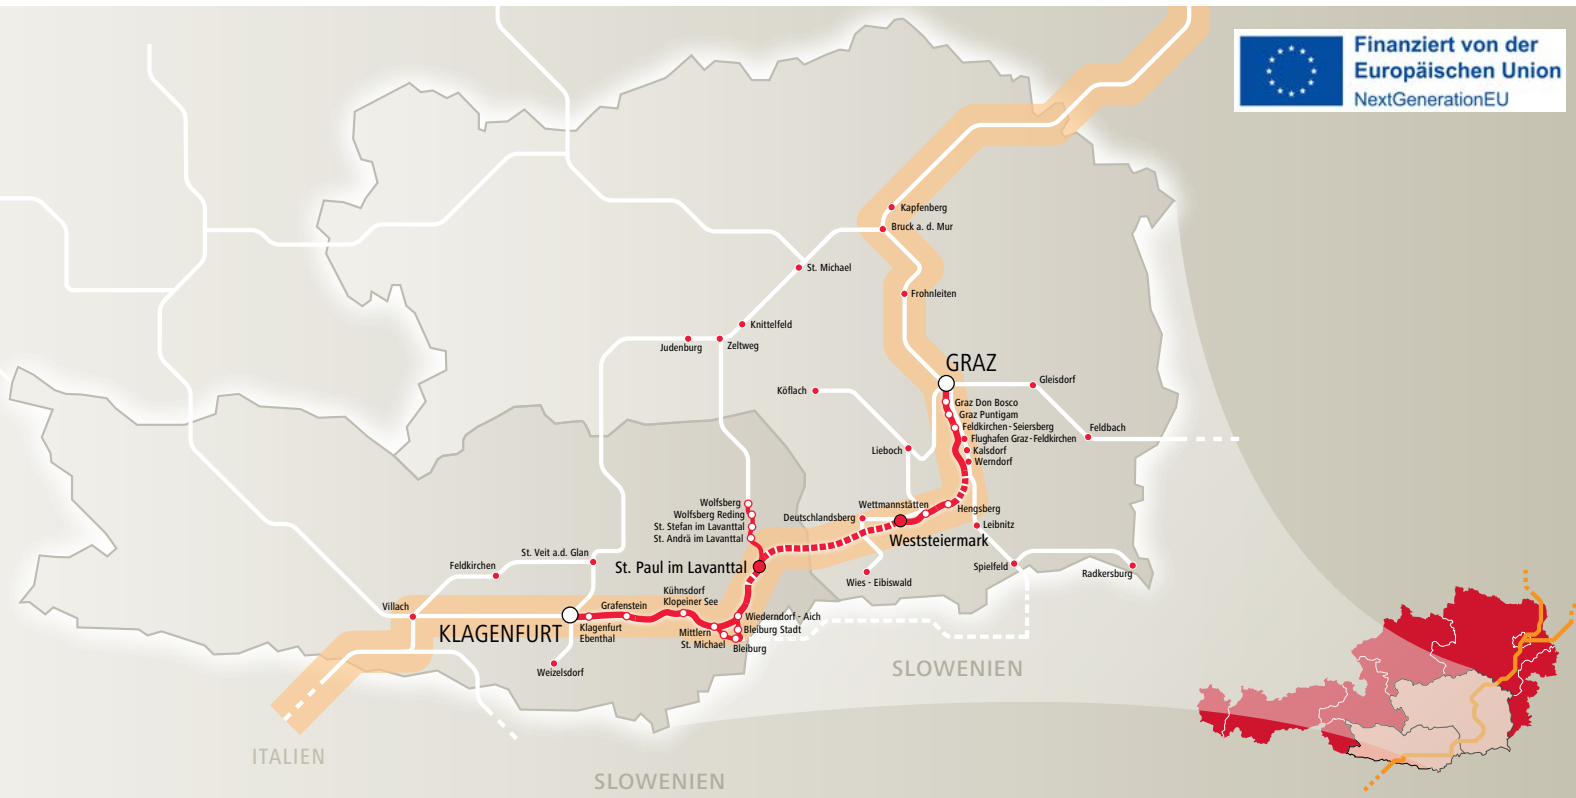 Finanziert von der
Europäischen Union
NextGenerationEU
Kapfenberg
Bruck a. d. Mur
St. Michael
Frohnleiten
Knittelfeld
Judenburg
Zeltweg
GRAZ
Köflach
Gleisdorf
Graz Don Bosco
Graz Puntigam
Feldkirchen-Seiersberg
Feldbach
Flughafen Graz-Feldkirchen
Lieboch
Kalsdorf
Werndorf
Wolfsberg
Wettmannstätten
Hengsberg
Wolfsberg Reding
Deutschlandsberg
St. Stefan im Lavanttal
Leibnitz
St. Andrä im Lavanttal
Weststeiermark
St. Veit a.d. Glan
Feldkirchen
St. Paul im Lavanttal
Spielfeld
Radkersburg
Wies - Eibiswald
Kühnsdorf
Klopeiner See
Villach
Grafenstein
Wiederndorf - Aich
KLAGENFURT
Klagenfurt
Ebenthal
Mittlern
Bleiburg Stadt
St. Michael
Bleiburg
Weizelsdorf
SLOWENIEN
ITALIEN
SLOWENIEN